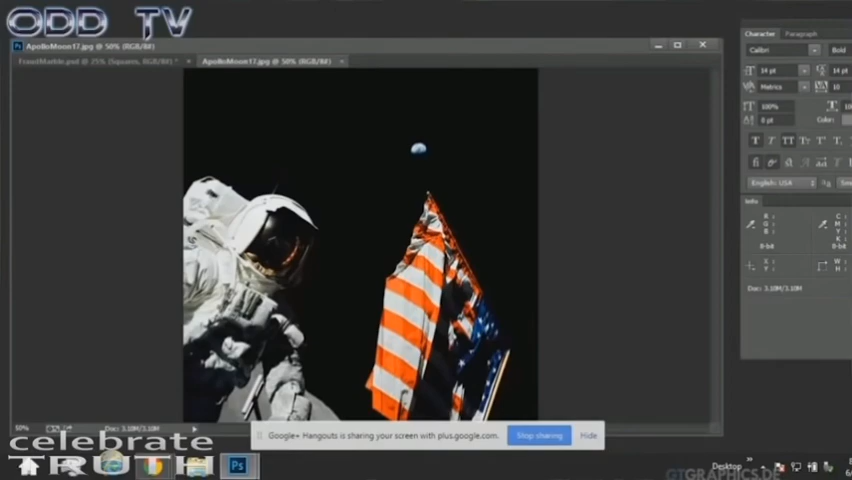 ODD TV
ApolloMoon17.jpg @ 50% (RGB/8#)
FraudMarble.psd @ 25% (Squares, RGB/8#) *
ApolloMoon17.jpg @ 50% (RGB/8#)
Character
Paragraph
Calibri
Bold
14 pt
14 pt
Metrics
10
100%
10
0 pt
Color:
English: USA
Info
R :
G :
B :
8-bit
C :
M :
Y :
K :
8-bit
X :
Y :
W :
H :
Doc: 3.10M/3.10M
50%
Doc: 3.10M/3.10M
Google+ Hangouts is sharing your screen with plus.google.com.
Stop sharing
Hide
celebrate
TRUTH
Ps
Desktop
GTGRAPHICS.DE